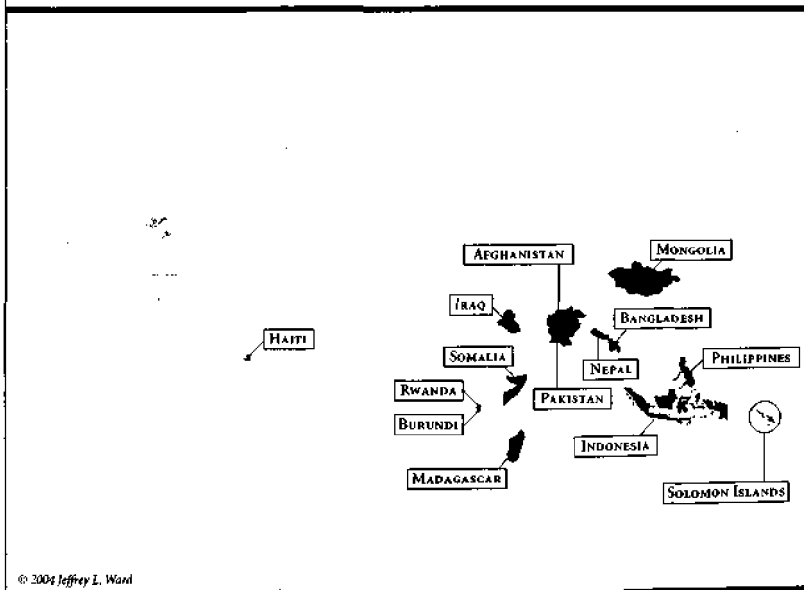 AFGHANISTAN
MONGOLIA
IRAQ
BANGLADESH
HAITI
SOMALIA
NEPAL
PHILIPPINES
RWANDA
PAKISTAN
BURUNDI
INDONESIA
MADAGASCAR
SOLOMON ISLANDS
© 2004 Jeffrey L. Ward